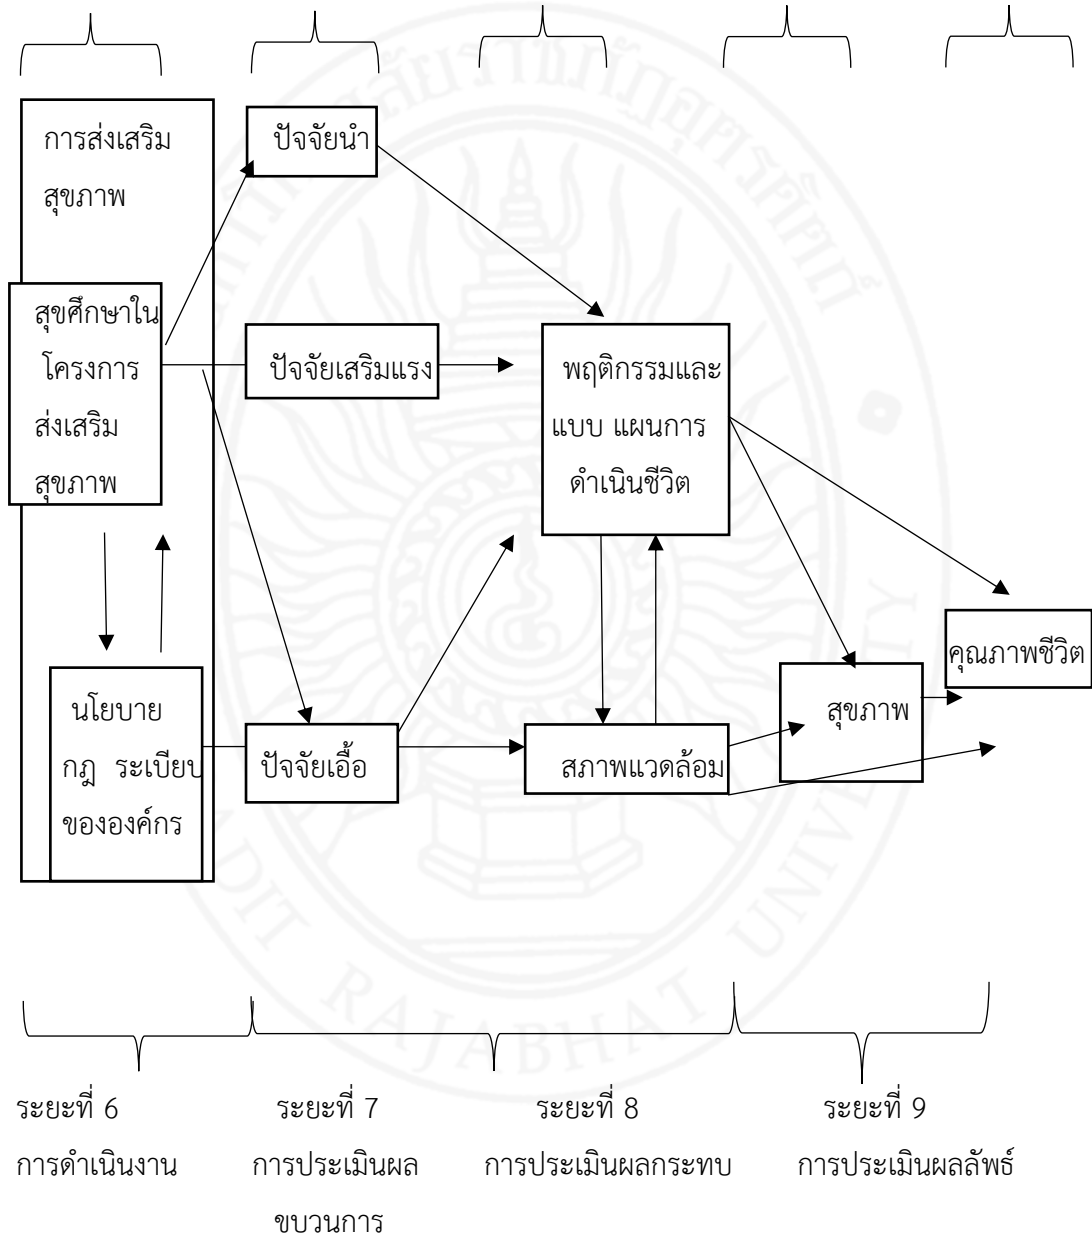 การส่งเสริม
สุขภาพ
ปัจจัยนำ
สุขศึกษาใน
โครงการ
ส่งเสริม
สุขภาพ
ปัจจัยเสริมแรง
พฤติกรรมและ
แบบ แผนการ
ดำเนินชีวิต
คุณภาพชีวิต
สุขภาพ
นโยบาย
กฎ ระเบียบ
ขององค์กร
ปัจจัยเอื้อ
สภาพแวดล้อม
RAJABHAT UNIVERSITY
ระยะที่ 6
การดำเนินงาน
ระยะที่ 7
การประเมินผล
ขบวนการ
ระยะที่ 8
การประเมินผลกระทบ
ระยะที่ 9
การประเมินผลลัพธ์